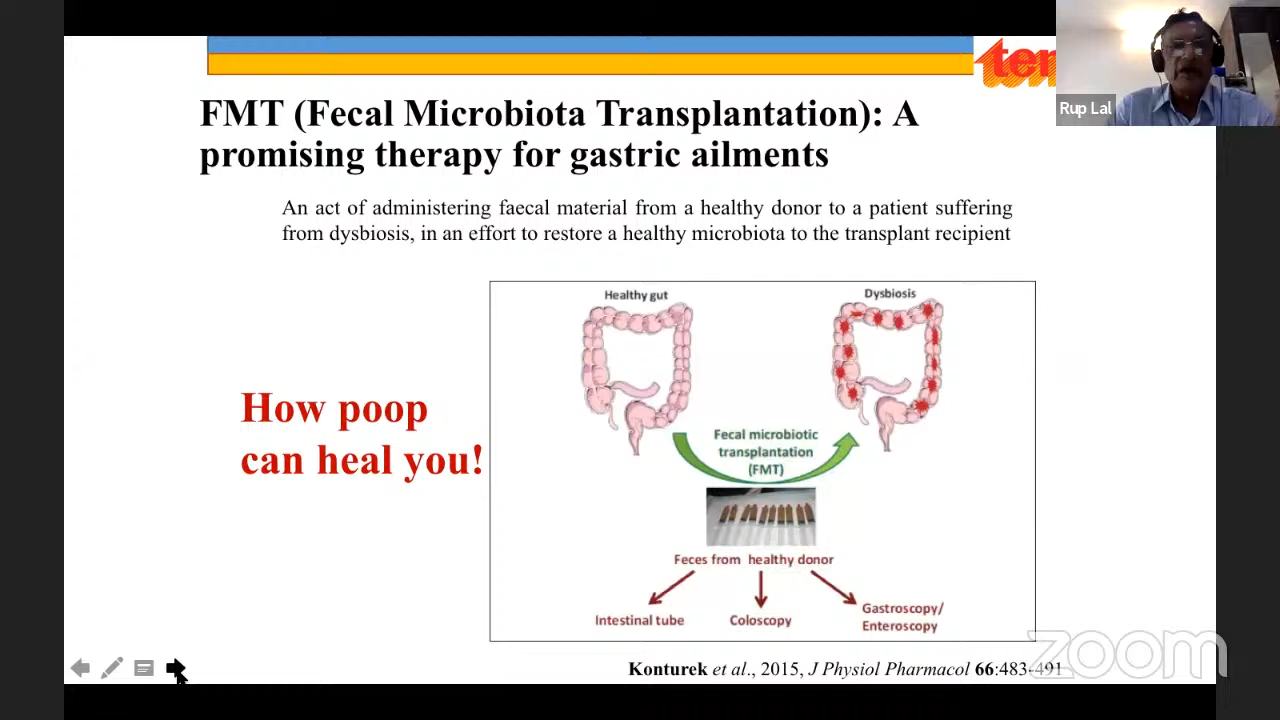 ten
Rup Lal
FMT (Fecal Microbiota Transplantation): A
promising therapy for gastric ailments
An act of administering faecal material from a healthy donor to a patient suffering
from dysbiosis, in an effort to restore a healthy microbiota to the transplant recipient
Healthy gut
Dysbiosis
How poop
can heal you!
Fecal microbiotic
transplantation
(FMT)
Feces from healthy donor
Intestinal tube
Coloscopy
Gastroscopy/
Enteroscopy
Konturek et al., 2015, J Physiol Pharmacol 66:483-491
zoom